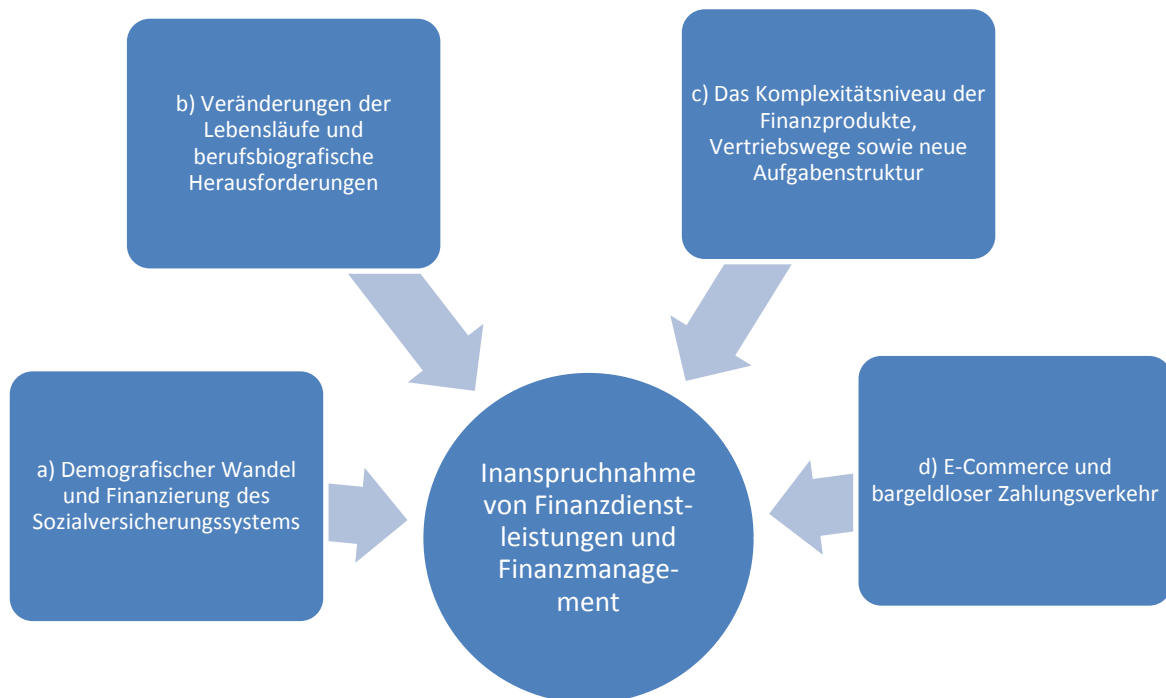 b) Veränderungen der
Lebensläufe und
berufsbiografische
Herausforderungen
c) Das Komplexitätsniveau der
Finanzprodukte,
Vertriebswege sowie neue
Aufgabenstruktur
a) Demografischer Wandel
und Finanzierung des
Sozialversicherungssystems
Inanspruchnahme
von Finanzdienst-
leistungen und
Finanzmanage-
ment
d) E-Commerce und
bargeldloser Zahlungsverkehr